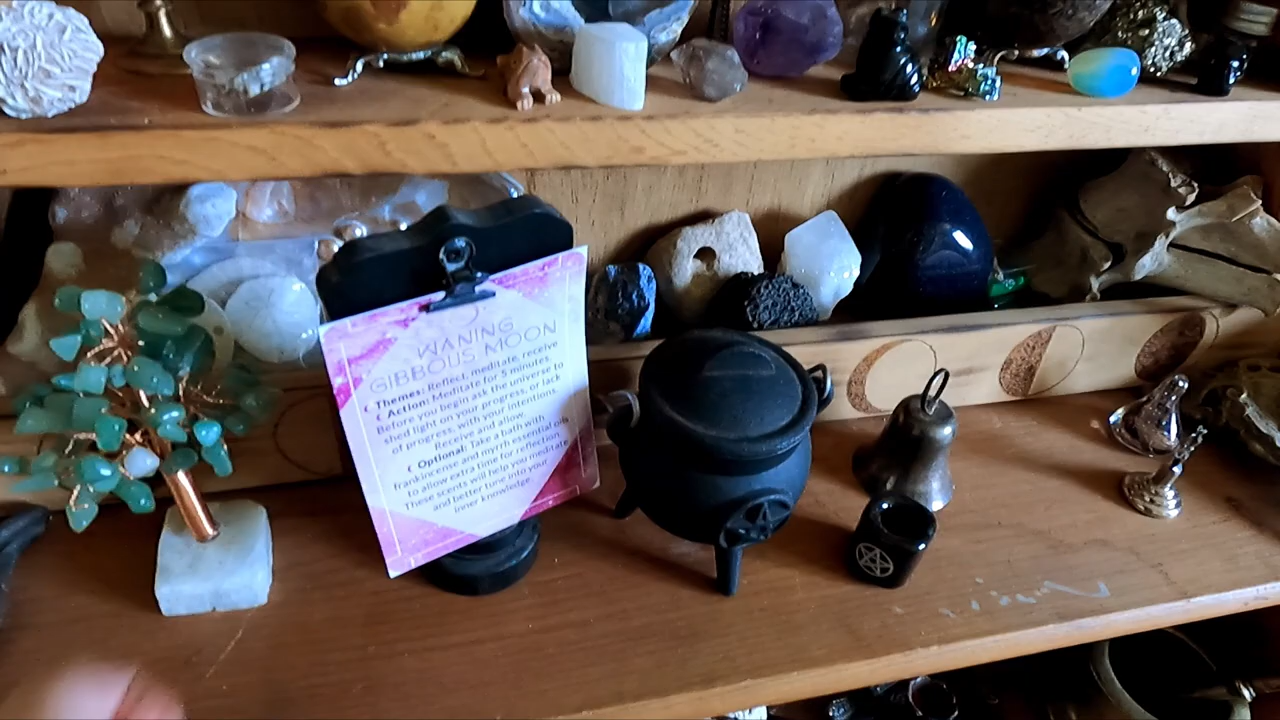 WANING
GIBBOUS MOON
Themes: Reflect, meditate, receive
Action: Meditate for 5 minutes.
Before you begin ask the universe to
shed light on your progress, or lack
of progress, with your intentions
Receive and allow.
Optional: Take a bath with
frankincense and myrrh essential oils
to allow extra time for reflection
These scents will help you meditate
and better tune into your
inner knowledge.